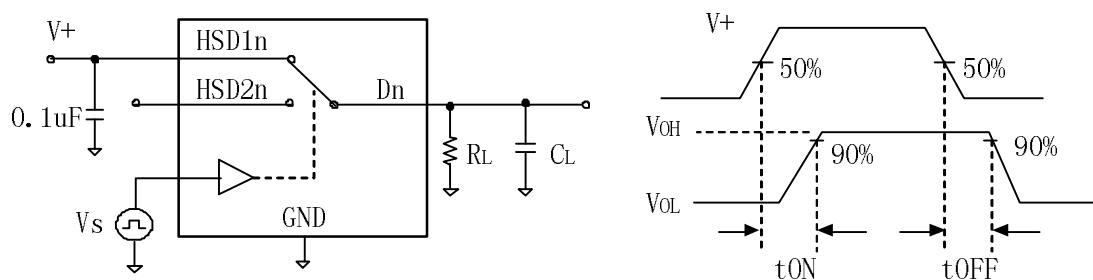 V+
HSD1n
HSD2n
Dn
0.1uF
RL
CL
Vs
GND
V+
50%
50%
VOH
90%
90%
VOL
tON
tOFF